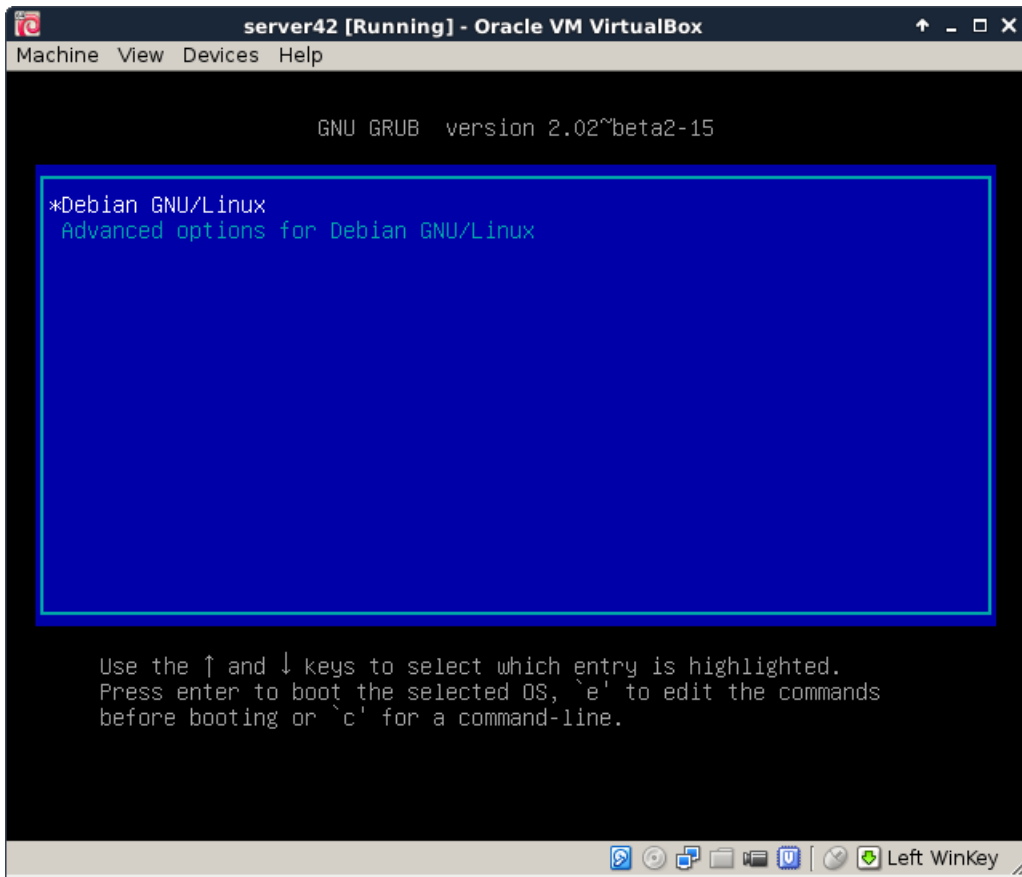 server42 [Running] - Oracle VM VirtualBox
Machine View Devices Help
GNU GRUB version 2.02~beta2-15
*Debian GNU/Linux
Advanced options for Debian GNU/Linux
Use the ↑ and ↓ keys to select which entry is highlighted.
Press enter to boot the selected OS, `e' to edit the commands
before booting or `c' for a command-line.
Left WinKey